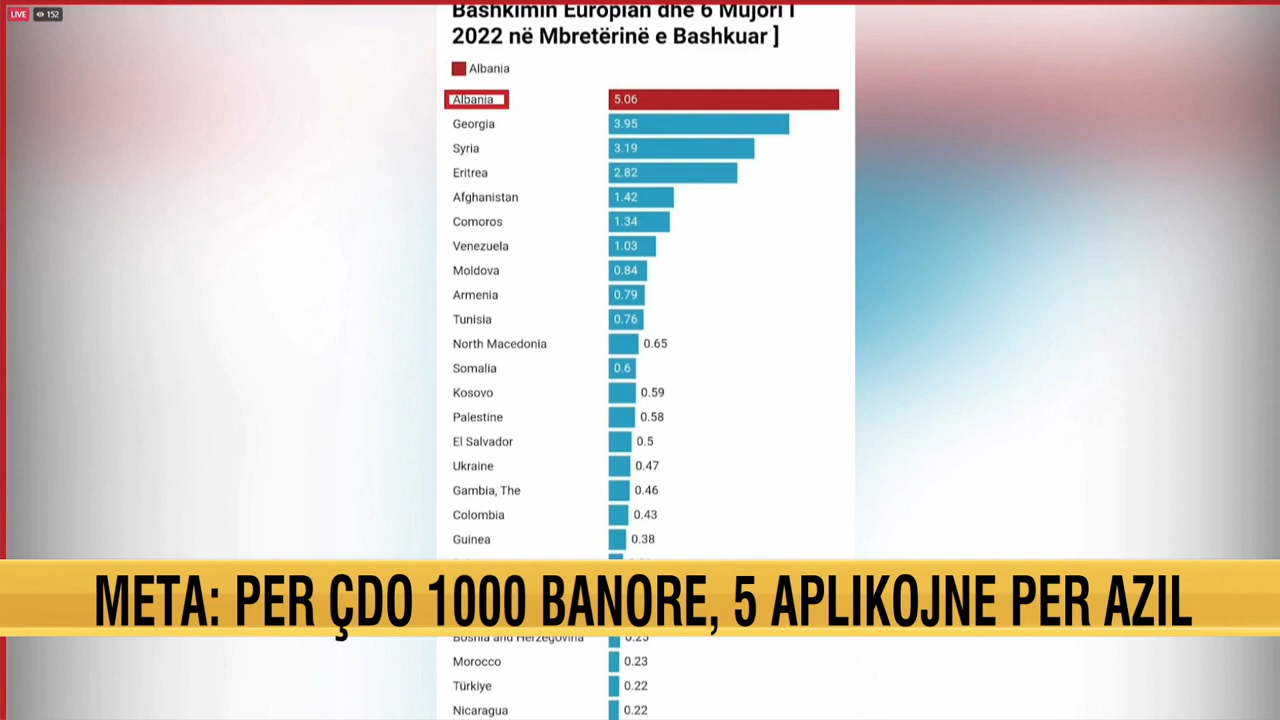 LIVE
152
Bashkimin Europian dhe 6 Mujori I
2022 në Mbretërinë e Bashkuar ]
Albania
Albania 5.06
Georgia 3.95
Syria 3.19
Eritrea 2.82
Afghanistan 1.42
Comoros 1.34
Venezuela 1.03
Moldova 0.84
Armenia 0.79
Tunisia 0.76
North Macedonia 0.65
Somalia 0.6
Kosovo 0.59
Palestine 0.58
El Salvador 0.5
Ukraine 0.47
Gambia, The 0.46
Colombia 0.43
Guinea 0.38
META: PER ÇDO 1000 BANORE, 5 APLIKOJNE PER AZIL
Bosnia and Herzegovina
Morocco 0.23
Türkiye 0.22
Nicaragua 0.22